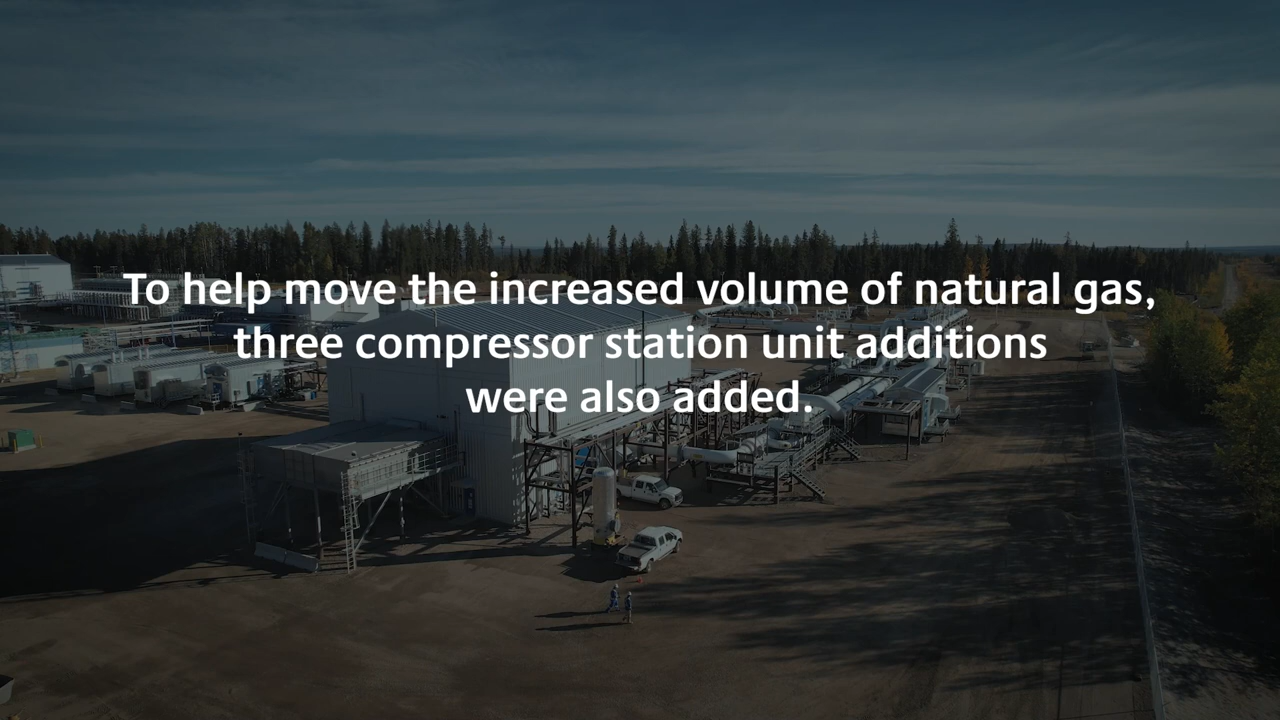 To help move the increased volume of natural gas,
three compressor station unit additions
were also added.